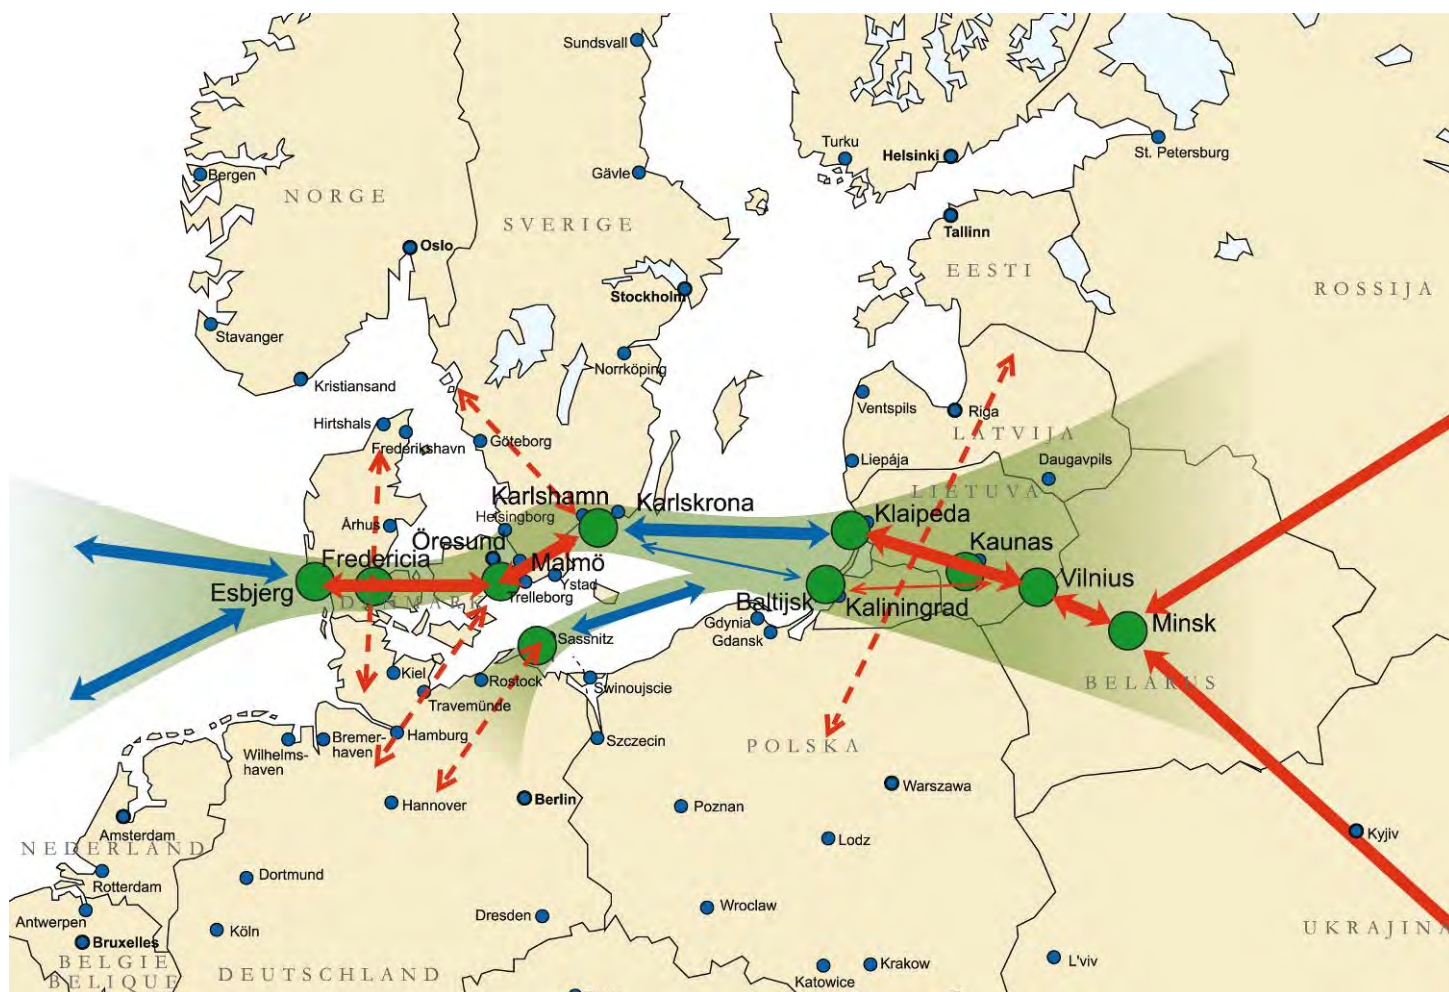 Sundsvall
Turku
Helsinki
St. Petersburg
Bergen
Gävle
NORGE
SVERIGE
Tallinn
Oslo
EESTI
ROSSIJA
Stockholm
Stavanger
Norrköping
Kristiansand
Ventspils
Riga
Hirtshals
LATVIJA
Frederikshavn
Göteborg
Liepája
Daugavpils
LIETUVA
Karlshamn
Karlskrona
Klaipeda
Helsingborg
Århus
Öresund
Kaunas
Fredericia
Malmö
Vilnius
Esbjerg
Ystad
DENMARK
Trelleborg
Baltijsk
Kaliningrad
Gdynia
Minsk
Gdansk
Sassnitz
Kiel
Rostock
Swinoujscie
BELARUS
Travemünde
Hamburg
Wilhelms-
haven
Bremer-
haven
Szczecin
POLSKA
Warszawa
Hannover
Berlin
Poznan
Amsterdam
Kyjiv
NEDERLAND
Lodz
Rotterdam
Dortmund
Wroclaw
Antwerpen
Dresden
Köln
UKRAJINA
Bruxelles
BELGIE
BELIQUE
DEUTSCHLAND
Katowice
Krakow
L'viv